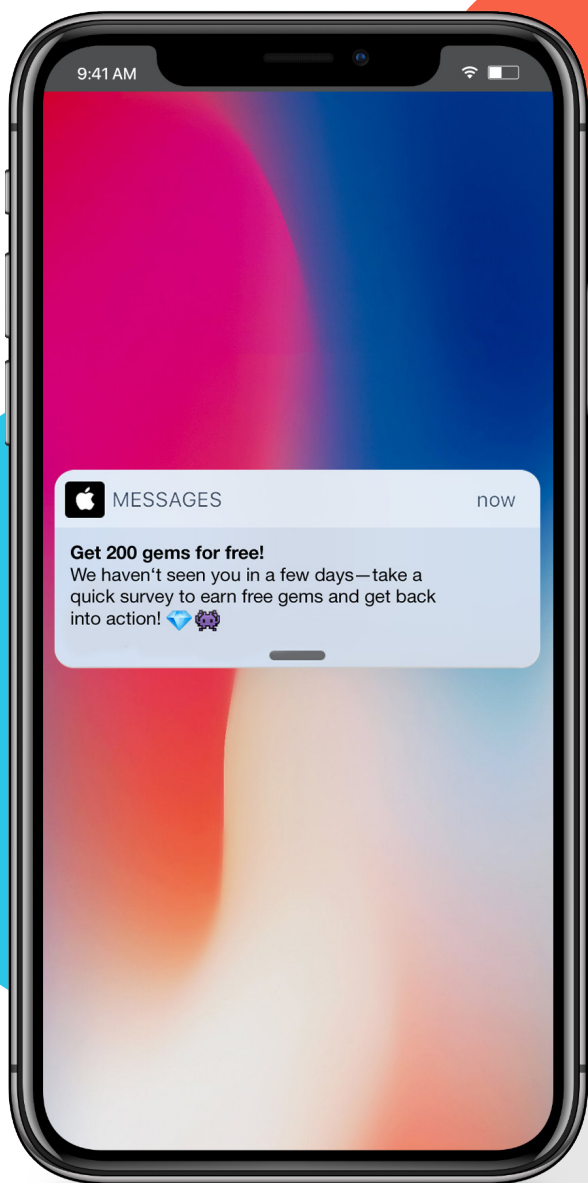 9:41 AM
MESSAGES now
Get 200 gems for free!
We haven‘t seen you in a few days—take a
quick survey to earn free gems and get back
into action! 💎👾